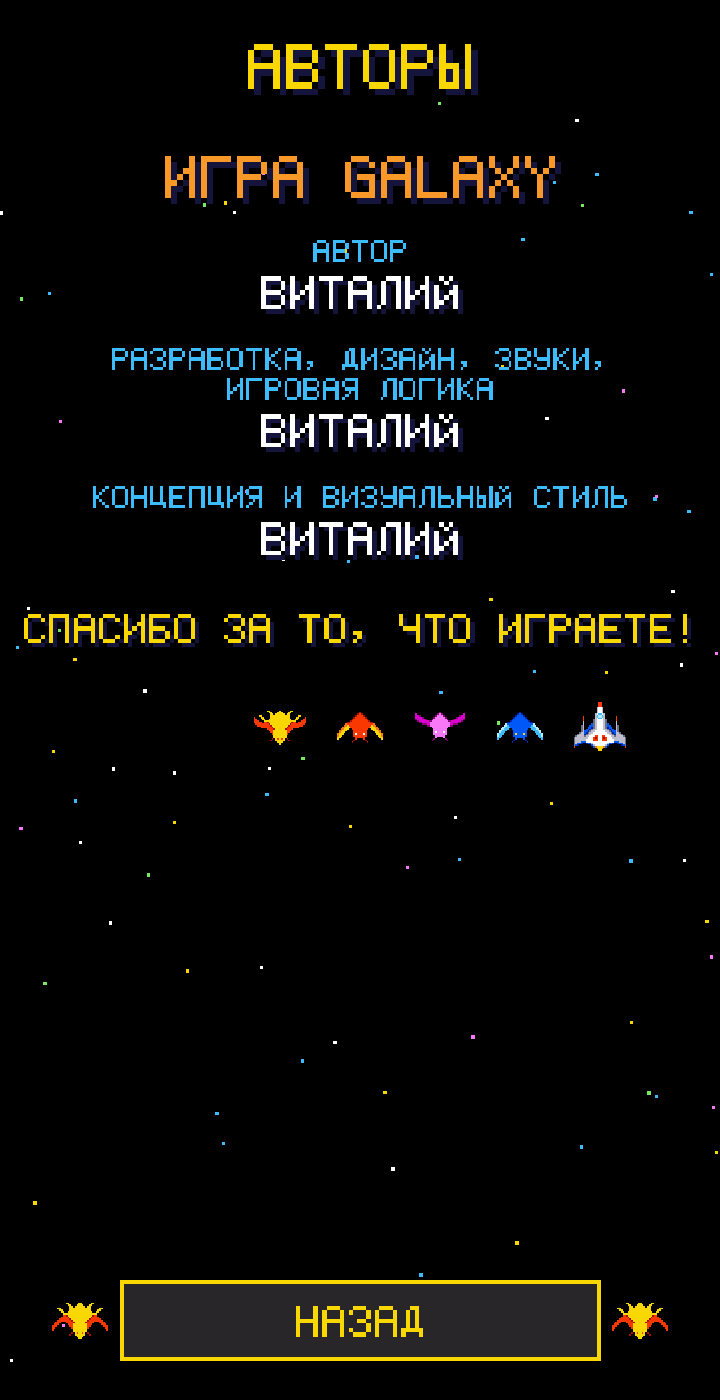 АВТОРЫ
ИГРА GALAXY
АВТОР
ВИТАЛИЙ
РАЗРАБОТКА, ДИЗАЙН, ЗВУКИ,
ИГРОВАЯ ЛОГИКА
ВИТАЛИЙ
КОНЦЕПЦИЯ И ВИЗУАЛЬНЫЙ СТИЛЬ
ВИТАЛИЙ
СПАСИБО ЗА ТО, ЧТО ИГРАЕТЕ!
НАЗАД